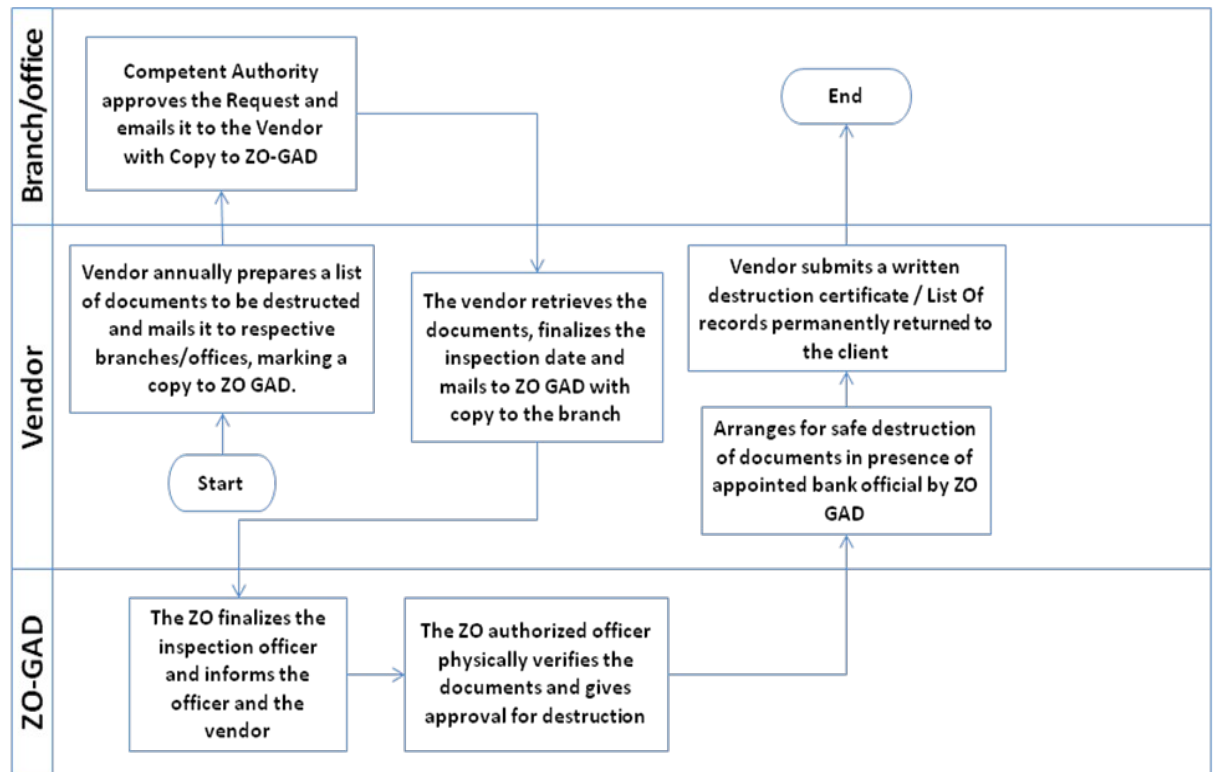 Branch/office
Competent Authority
approves the Request and
emails it to the Vendor
with Copy to ZO-GAD
End
Vendor
Vendor annually prepares a list
of documents to be destructed
and mails it to respective
branches/offices, marking a
copy to ZO GAD.
Start
The vendor retrieves the
documents, finalizes the
inspection date and
mails to ZO GAD with
copy to the branch
Vendor submits a written
destruction certificate / List Of
records permanently returned to
the client
Arranges for safe destruction
of documents in presence of
appointed bank official by ZO
GAD
ZO-GAD
The ZO finalizes the
inspection officer
and informs the
officer and the
vendor
The ZO authorized officer
physically verifies the
documents and gives
approval for destruction